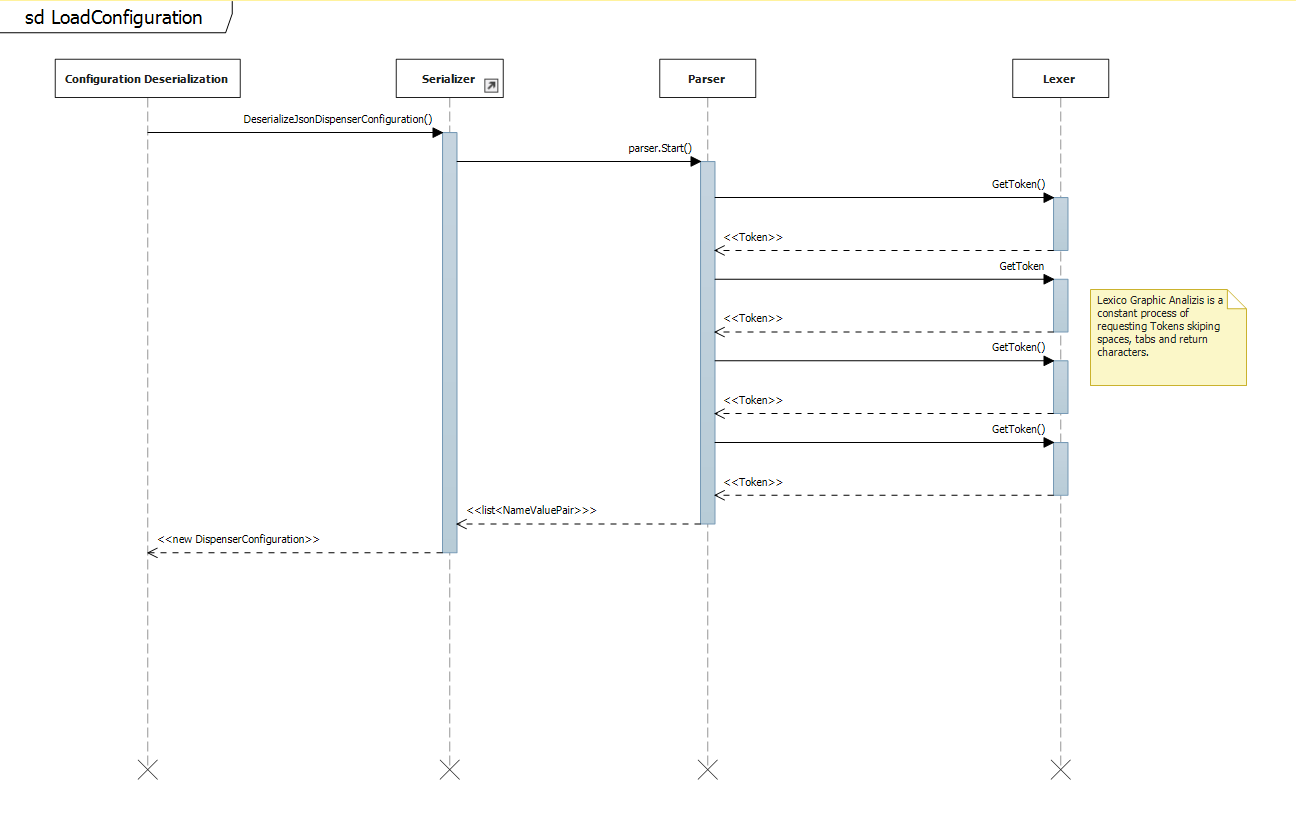 sd LoadConfiguration
Configuration Deserialization
Serializer
Parser
Lexer
DeserializeJsonDispenserConfiguration()
parser.Start()
GetToken()
<<Token>>
GetToken
Lexico Graphic Analizis is a
constant process of
requesting Tokens skiping
spaces, tabs and return
characters.
<<Token>>
GetToken()
<<Token>>
GetToken()
<<Token>>
<<list<NameValuePair>>>
<<new DispenserConfiguration>>